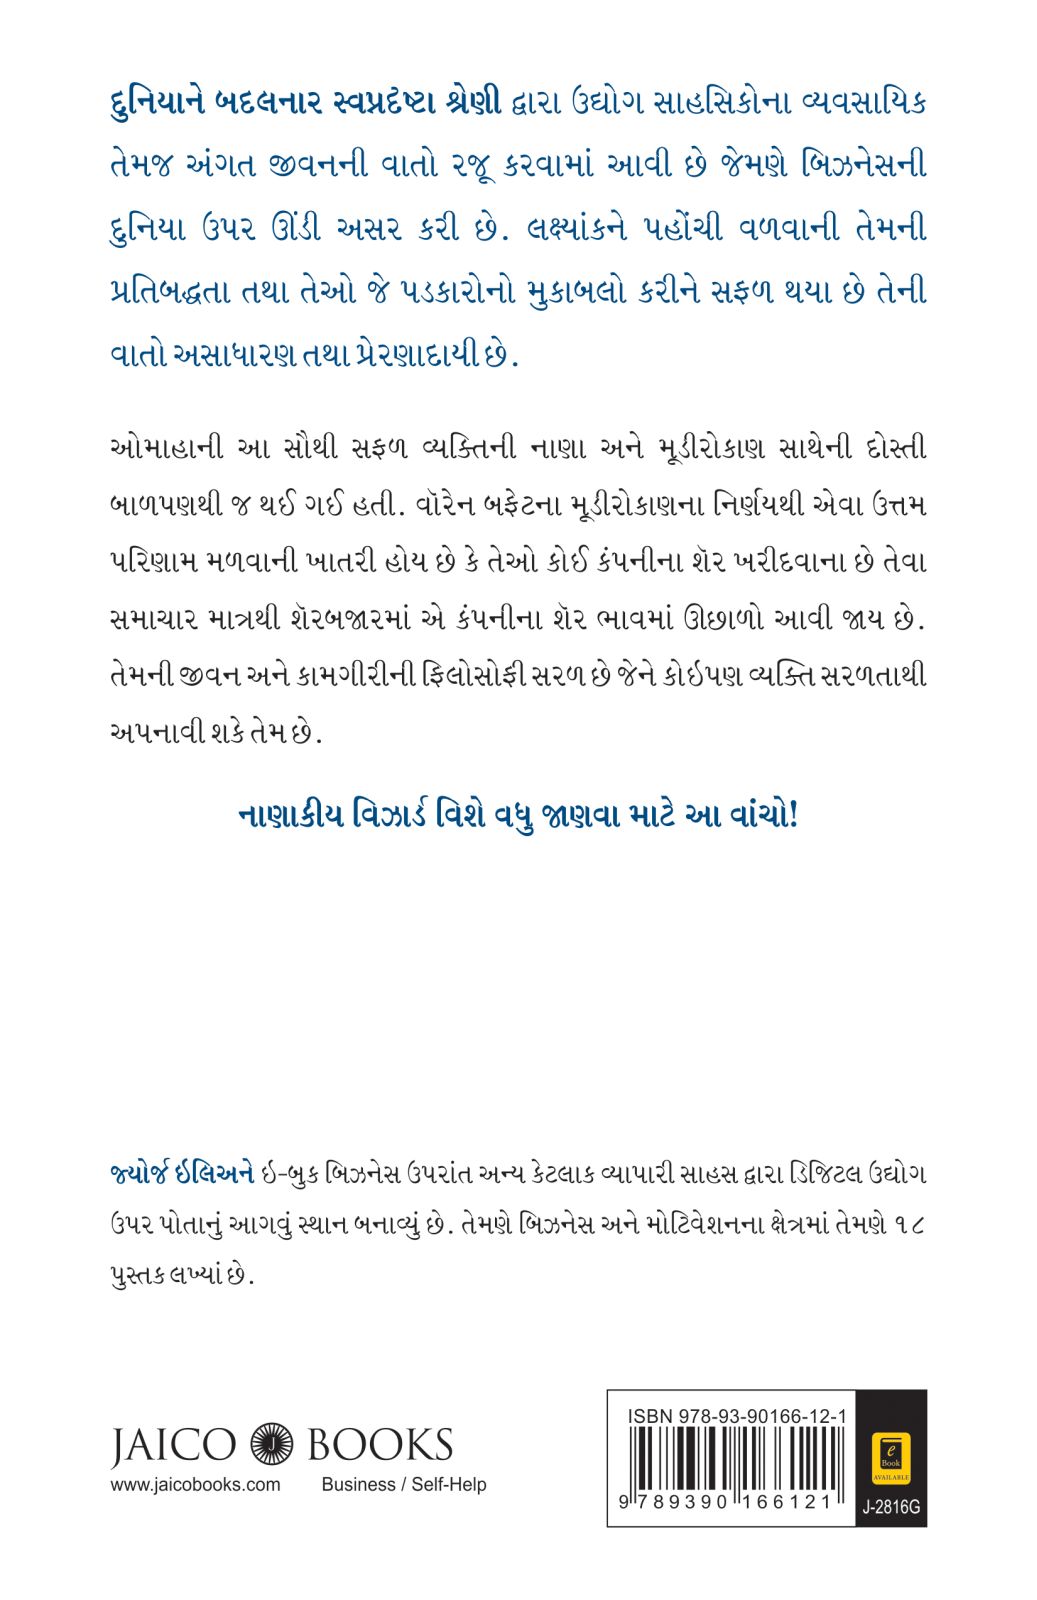 દુનિયાને બદલનાર સ્વપ્નદૃષ્ટા શ્રેણી દ્વારા ઉદ્યોગ સાહસિકોના વ્યવસાયિક
તેમજ અંગત જીવનની વાતો રજૂ કરવામાં આવી છે જેમણે બિઝનેસની
દુનિયા ઉપર ઊંડી અસર કરી છે. લક્ષ્યાંકને પહોંચી વળવાની તેમની
પ્રતિબદ્ધતા તથા તેઓ જે પડકારોનો મુકાબલો કરીને સફળ થયા છે તેની
વાતો અસાધારણ તથા પ્રેરણાદાયી છે.
ઓમાહાની આ સૌથી સફળ વ્યક્તિની નાણા અને મૂડીરોકાણ સાથેની દોસ્તી
બાળપણથી જ થઈ ગઈ હતી. વૉરેન બફેટના મૂડીરોકાણના નિર્ણયથી એવા ઉત્તમ
પરિણામ મળવાની ખાતરી હોય છે કે તેઓ કોઈ કંપનીના શૅર ખરીદવાના છે તેવા
સમાચાર માત્રથી શૅરબજારમાં એ કંપનીના શૅર ભાવમાં ઊછાળો આવી જાય છે.
તેમની જીવન અને કામગીરીની ફિલોસોફી સરળ છે જેને કોઇપણ વ્યક્તિ સરળતાથી
અપનાવી શકે તેમ છે.
નાણાકીય વિઝાર્ડ વિશે વધુ જાણવા માટે આ વાંચો!
જ્યોર્જ ઇલિઅને ઇ-બુક બિઝનેસ ઉપરાંત અન્ય કેટલાક વ્યાપારી સાહસ દ્વારા ડિજિટલ ઉદ્યોગ
ઉપર પોતાનું આગવું સ્થાન બનાવ્યું છે. તેમણે બિઝનેસ અને મોટિવેશનના ક્ષેત્રમાં તેમણે ૧૮
પુસ્તક લખ્યાં છે.
JAICO J BOOKS
www.jaicobooks.com Business / Self-Help
ISBN 978-93-90166-12-1
9 789390 166121
e
Book
AVAILABLE
J-2816G